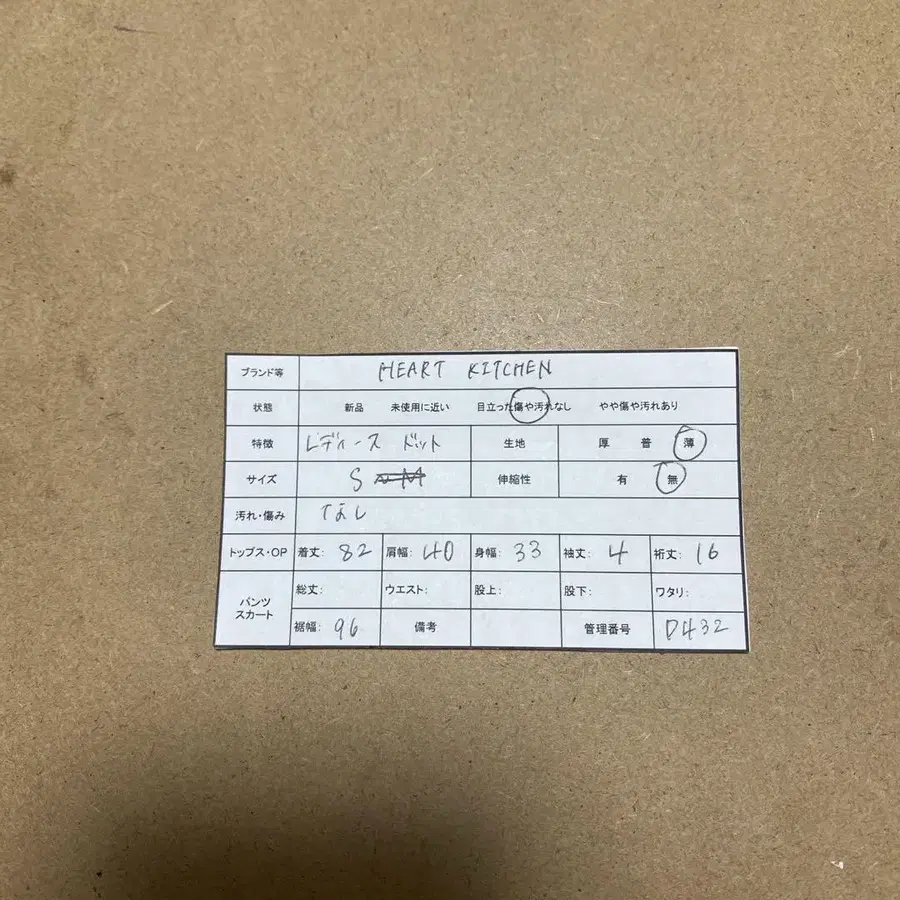 ブランド等 HEART KITCHEN
状態 新品 未使用に近い 目立った傷や汚れなし やや傷や汚れあり
特徴 レディース ドット 生地 厚 普 薄
サイズ S ~M 伸縮性 有 無
汚れ・傷み なし
トップス・OP 着丈: 82 肩幅: 40 身幅: 33 袖丈: 4 裄丈: 16
パンツ スカート 総丈: ウエスト: 股上: 股下: ワタリ:
裾幅: 96 備考 管理番号 D432